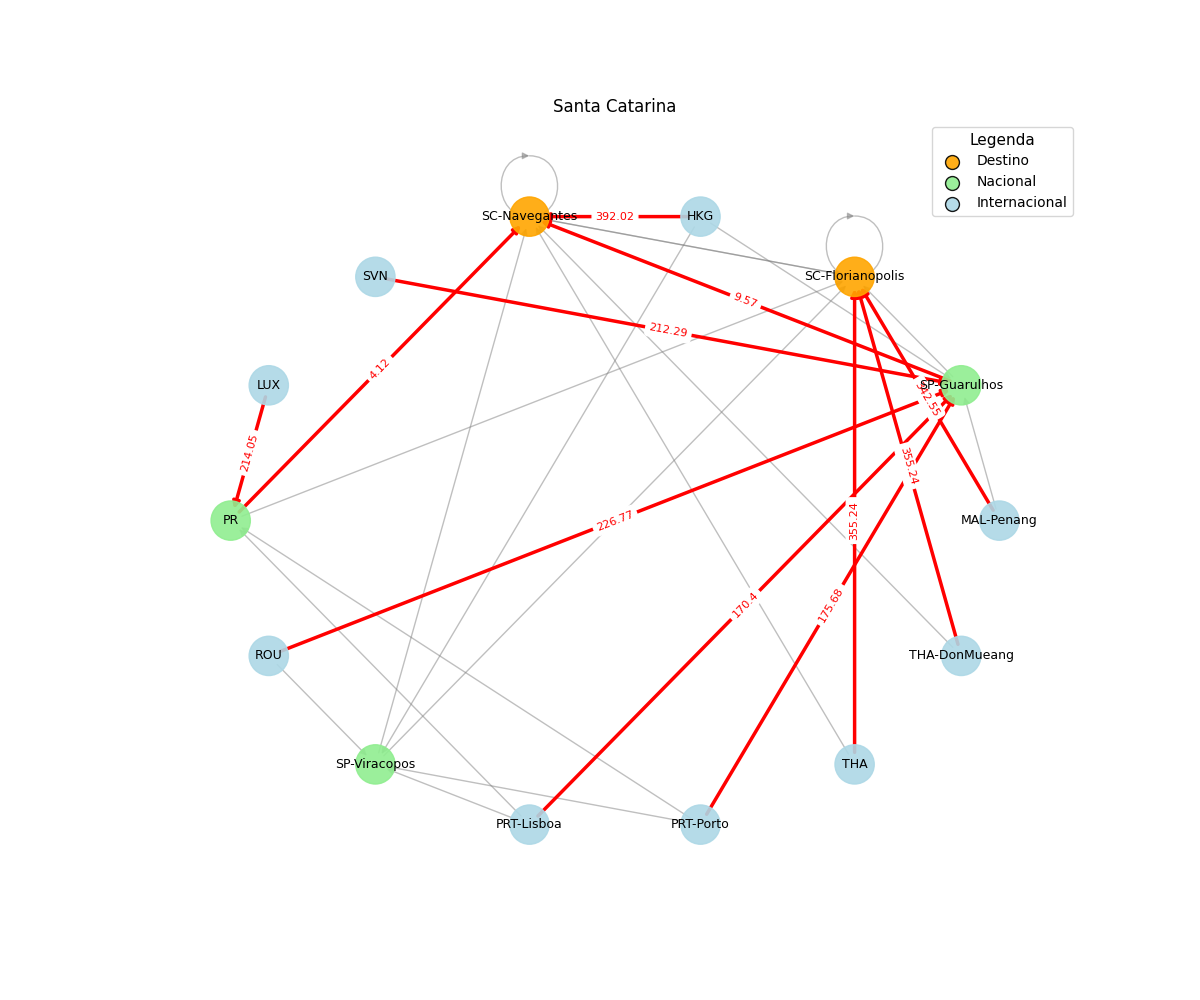 Santa Catarina
Legenda
Destino
Nacional
Internacional
SC-Navegantes
392.02
HKG
SVN
SC-Florianopolis
9.57
212.29
4.12
LUX
SP-Guarulhos
342.55
214.05
355.24
PR
226.77
355.24
MAL-Penang
170.4
175.68
ROU
THA-DonMueang
SP-Viracopos
THA
PRT-Lisboa
PRT-Porto